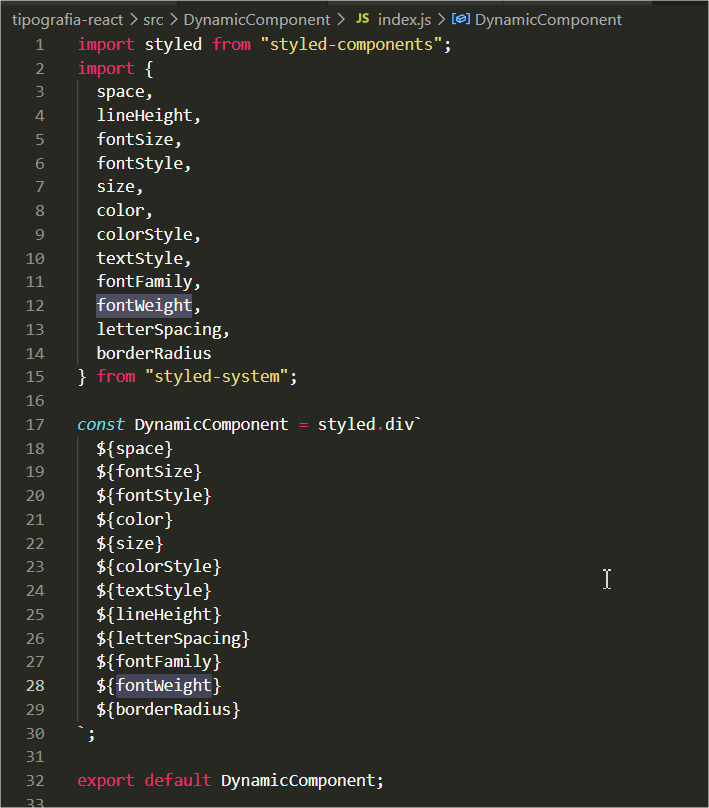 tipografia-react > src > DynamicComponent > JS index.js > DynamicComponent
1 import styled from "styled-components";
2 import {
3 space,
4 lineHeight,
5 fontSize,
6 fontStyle,
7 size,
8 color,
9 colorStyle,
10 textStyle,
11 fontFamily,
12 fontWeight,
13 letterSpacing,
14 borderRadius
15 } from "styled-system";
16
17 const DynamicComponent = styled.div`
18 ${space}
19 ${fontSize}
20 ${fontStyle}
21 ${color}
22 ${size}
23 ${colorStyle}
24 ${textStyle}
25 ${lineHeight}
26 ${letterSpacing}
27 ${fontFamily}
28 ${fontWeight}
29 ${borderRadius}
30 `;
31
32 export default DynamicComponent;
33